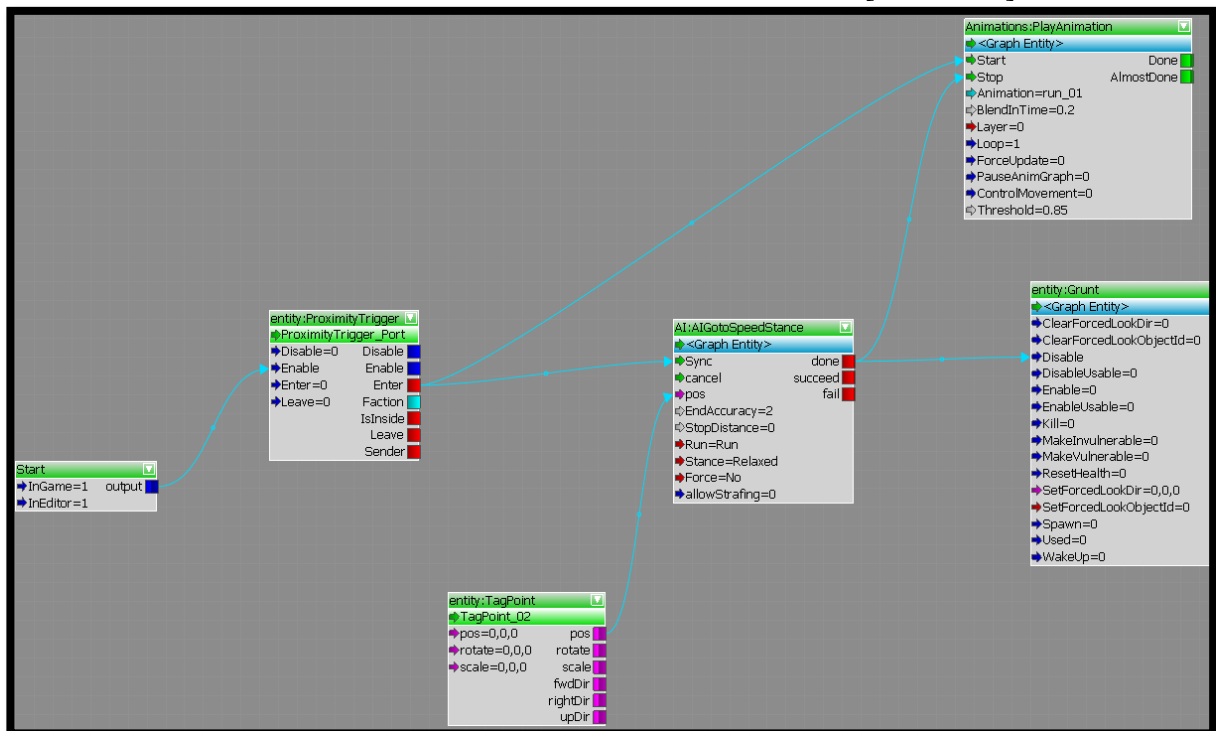 Animations:PlayAnimation
<Graph Entity>
Start Done
Stop AlmostDone
Animation=run_01
BlendInTime=0.2
Layer=0
Loop=1
ForceUpdate=0
PauseAnimGraph=0
ControlMovement=0
Threshold=0.85
entity:ProximityTrigger
ProximityTrigger_Port
Disable=0 Disable
Enable Enable
Enter=0 Enter
Leave=0 Faction
IsInside
Leave
Sender
AI:AIGotoSpeedStance
<Graph Entity>
Sync done
cancel succeed
pos fail
EndAccuracy=2
StopDistance=0
Run=Run
Stance=Relaxed
Force=No
allowStrafing=0
entity:Grunt
<Graph Entity>
ClearForcedLookDir=0
ClearForcedLookObjectId=0
Disable
DisableUsable=0
Enable=0
EnableUsable=0
Kill=0
MakeInvulnerable=0
MakeVulnerable=0
ResetHealth=0
SetForcedLookDir=0,0,0
SetForcedLookObjectId=0
Spawn=0
Used=0
WakeUp=0
Start
InGame=1 output
InEditor=1
entity:TagPoint
TagPoint_02
pos=0,0,0 pos
rotate=0,0,0 rotate
scale=0,0,0 scale
fwdDir
rightDir
upDir